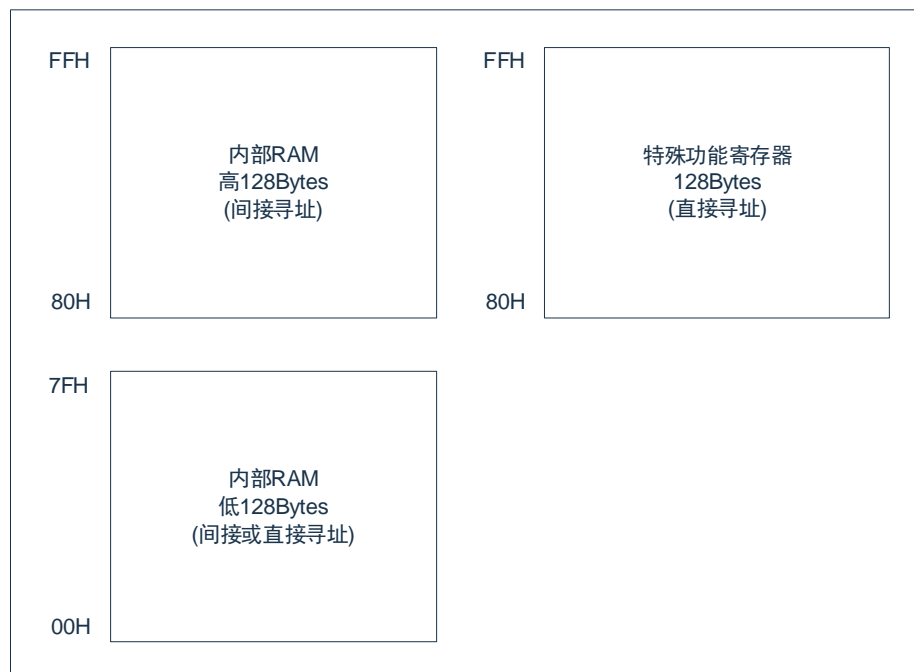 FFH
内部RAM
高128Bytes
(间接寻址)
80H
FFH
特殊功能寄存器
128Bytes
(直接寻址)
80H
7FH
内部RAM
低128Bytes
(间接或直接寻址)
00H